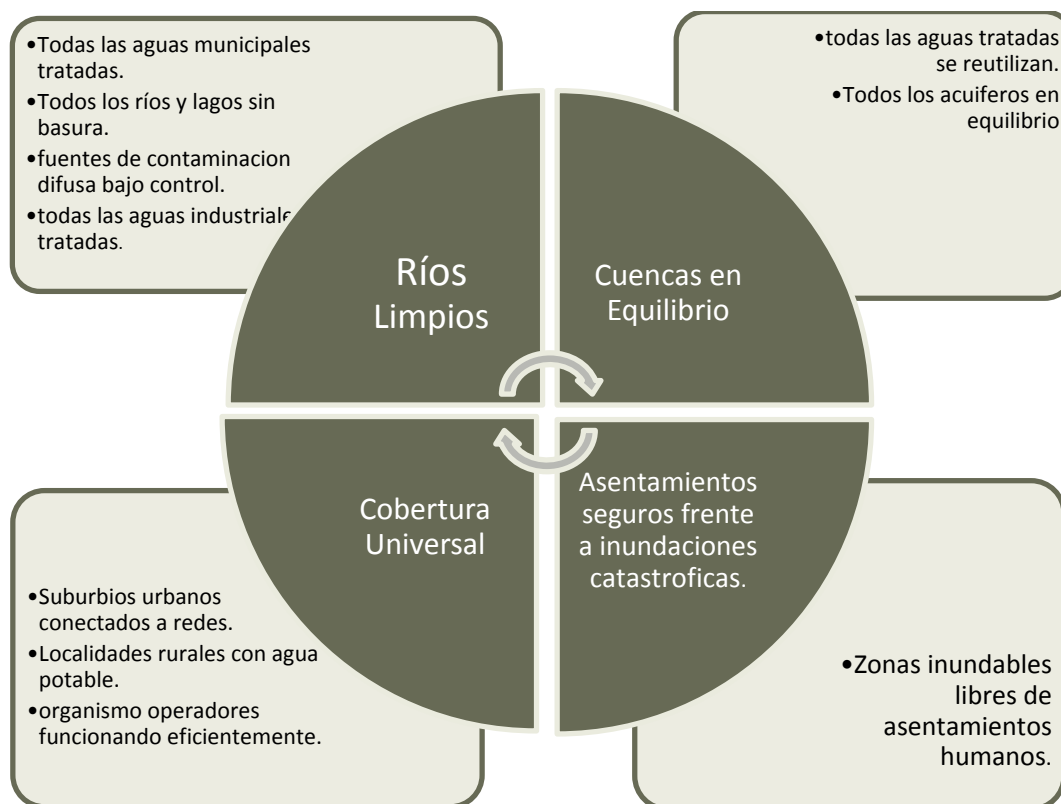 •Todas las aguas municipales
tratadas.
•Todos los ríos y lagos sin
basura.
•fuentes de contaminacion
difusa bajo control.
•todas las aguas industriale
tratadas.
•todas las aguas tratadas
se reutilizan.
•Todos los acuiferos en
equilibrio
Ríos
Limpios
Cuencas en
Equilibrio
Cobertura
Universal
Asentamientos
seguros frente
a inundaciones
catastroficas.
•Suburbios urbanos
conectados a redes.
•Localidades rurales con agua
potable.
•organismo operadores
funcionando eficientemente.
•Zonas inundables
libres de
asentamientos
humanos.